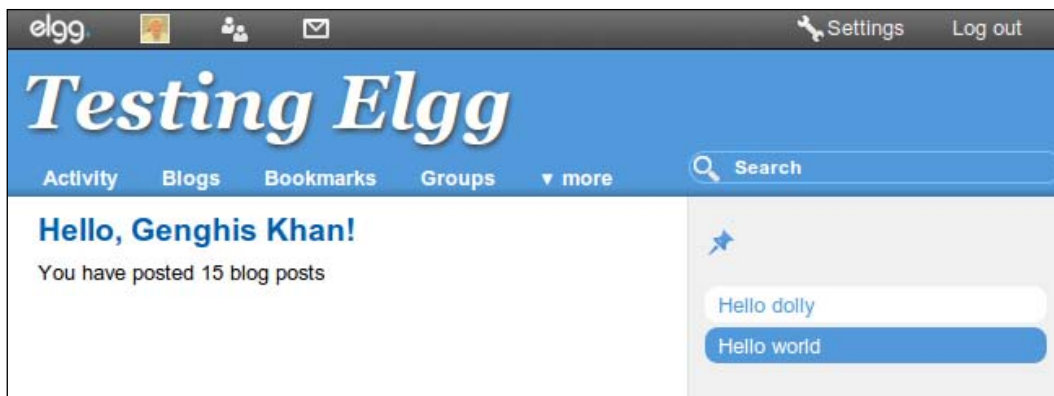 elgg. Settings Log out
Testing Elgg
Activity Blogs Bookmarks Groups ▼ more Search
Hello, Genghis Khan!
You have posted 15 blog posts
Hello dolly
Hello world